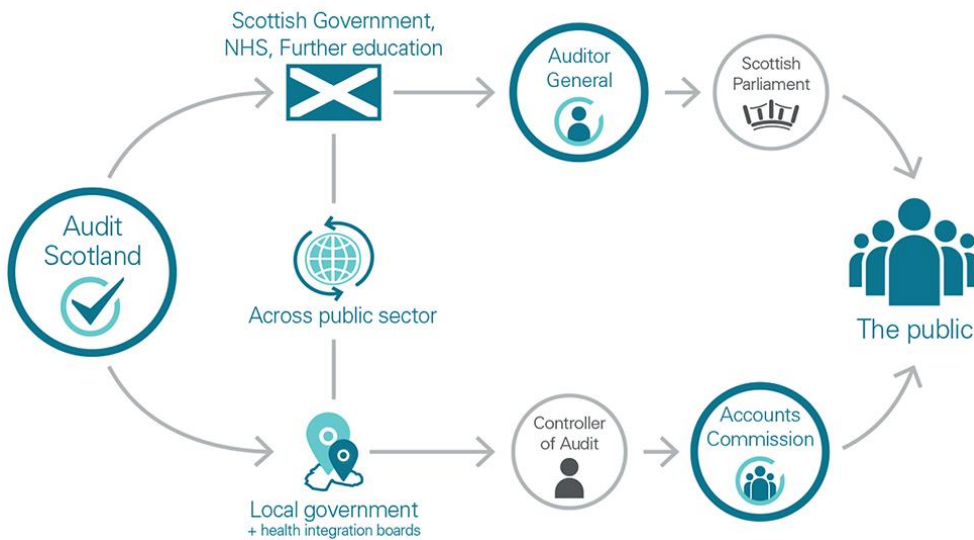 Scottish Government,
NHS, Further education
Auditor
General
Scottish
Parliament
Audit
Scotland
Across public sector
The public
Local government
+ health integration boards
Controller
of Audit
Accounts
Commission